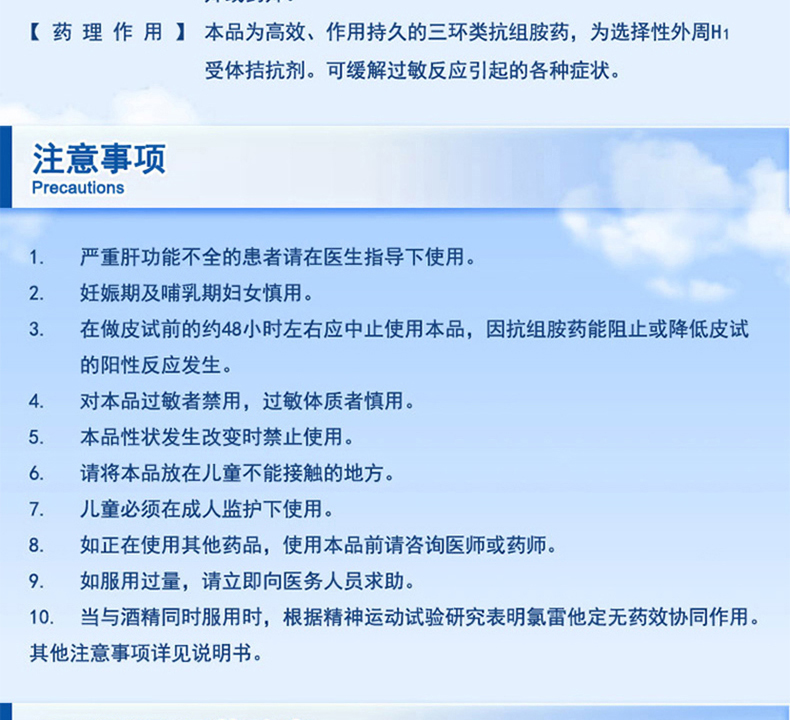 【药理作用】 本品为高效、作用持久的三环类抗组胺药，为选择性外周H1
受体拮抗剂。可缓解过敏反应引起的各种症状。
注意事项
Precautions
1. 严重肝功能不全的患者请在医生指导下使用。
2. 妊娠期及哺乳期妇女慎用。
3. 在做皮试前的约48小时左右应中止使用本品，因抗组胺药能阻止或降低皮试
的阳性反应发生。
4. 对本品过敏者禁用，过敏体质者慎用。
5. 本品性状发生改变时禁止使用。
6. 请将本品放在儿童不能接触的地方。
7. 儿童必须在成人监护下使用。
8. 如正在使用其他药品，使用本品前请咨询医师或药师。
9. 如服用过量，请立即向医务人员求助。
10. 当与酒精同时服用时，根据精神运动试验研究表明氯雷他定无药效协同作用。
其他注意事项详见说明书。